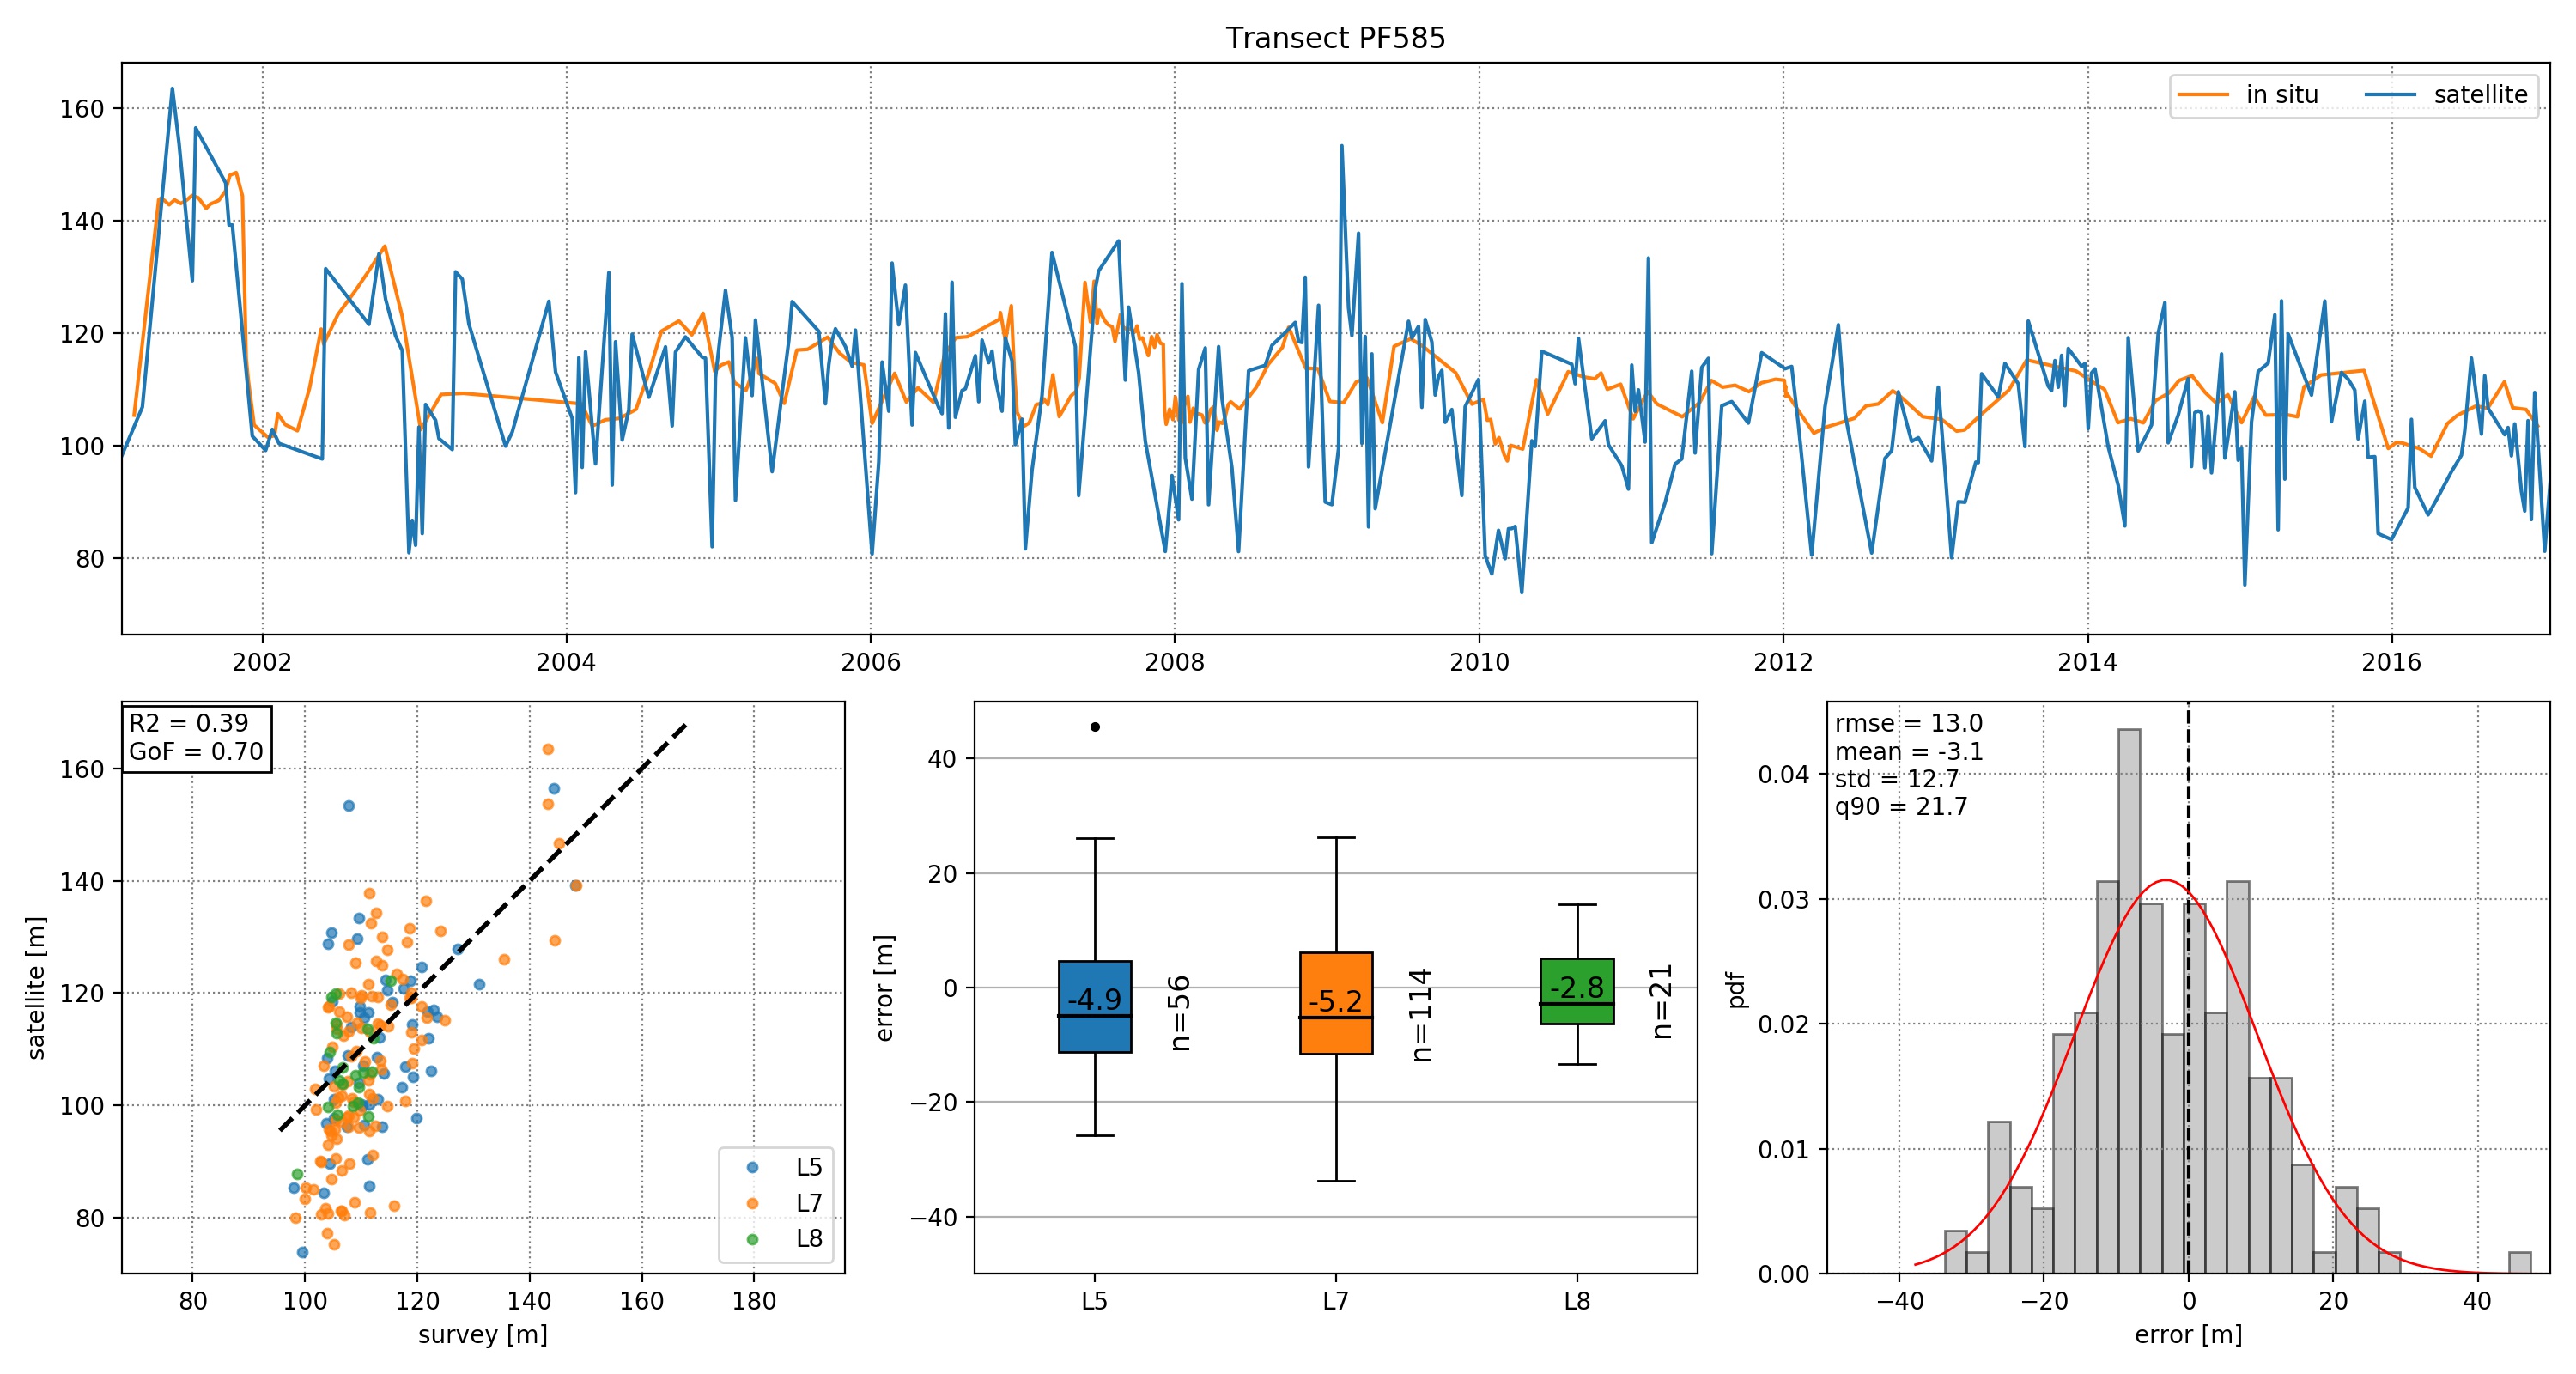 Transect PF585
160
140
120
100
80
in situ
satellite
2002 2004 2006 2008 2010 2012 2014 2016
R2 = 0.39
GoF = 0.70
satellite [m]
160
140
120
100
80
L5
L7
L8
80 100 120 140 160 180
survey [m]
error [m]
40
20
0
−20
−40
-4.9
n=56
-5.2
n=114
-2.8
n=21
L5 L7 L8
rmse = 13.0
mean = -3.1
std = 12.7
q90 = 21.7
pdf
0.04
0.03
0.02
0.01
0.00
−40 −20 0 20 40
error [m]